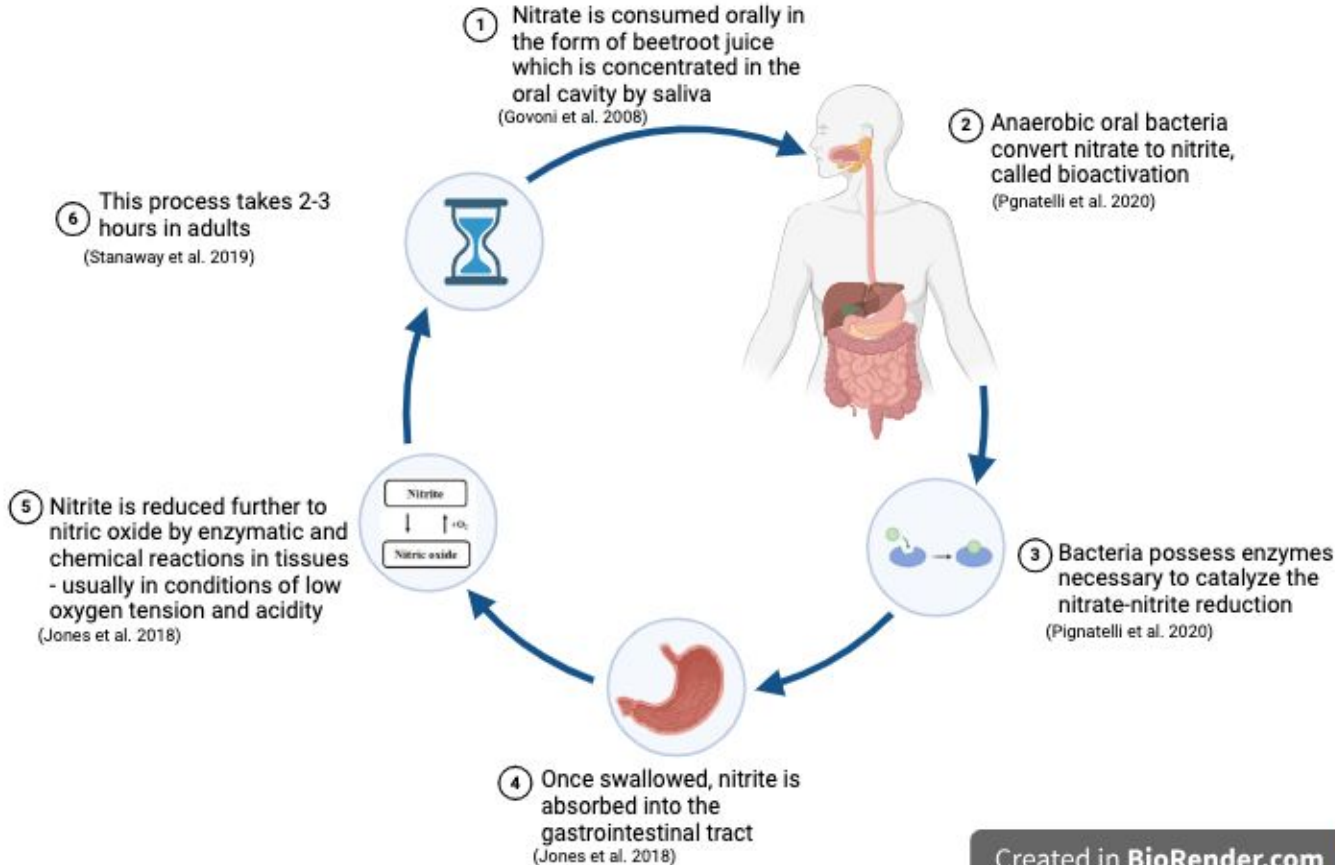 1
Nitrate is consumed orally in
the form of beetroot juice
which is concentrated in the
oral cavity by saliva
(Govoni et al. 2008)
2
Anaerobic oral bacteria
convert nitrate to nitrite,
called bioactivation
(Pgnatelli et al. 2020)
3
Bacteria possess enzymes
necessary to catalyze the
nitrate-nitrite reduction
(Pignatelli et al. 2020)
4
Once swallowed, nitrite is
absorbed into the
gastrointestinal tract
(Jones et al. 2018)
5
Nitrite is reduced further to
nitric oxide by enzymatic and
chemical reactions in tissues
- usually in conditions of low
oxygen tension and acidity
(Jones et al. 2018)
Nitrite
+O₂
Nitric oxide
6
This process takes 2-3
hours in adults
(Stanaway et al. 2019)
Created in BioRender.com